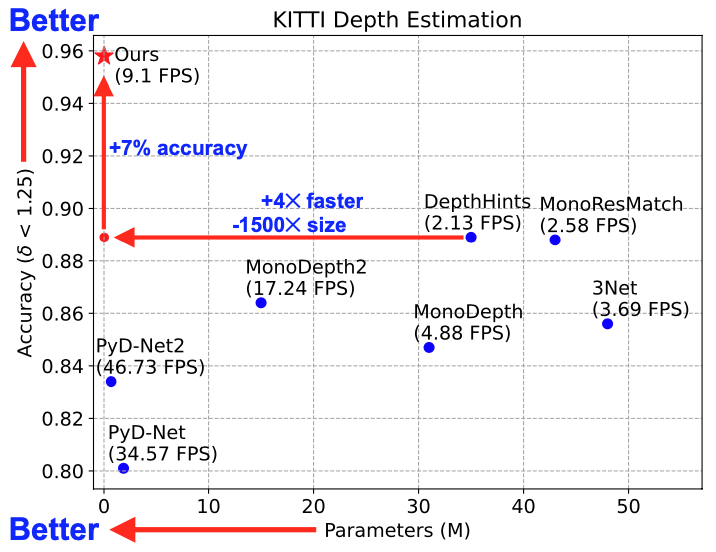 Better
KITTI Depth Estimation
0.96
0.94
0.92
0.90
0.88
0.86
0.84
0.82
0.80
Accuracy (δ < 1.25)
Ours
(9.1 FPS)
+7% accuracy
+4× faster
-1500× size
DepthHints
(2.13 FPS)
MonoResMatch
(2.58 FPS)
MonoDepth2
(17.24 FPS)
3Net
(3.69 FPS)
MonoDepth
(4.88 FPS)
PyD-Net2
(46.73 FPS)
PyD-Net
(34.57 FPS)
0 10 20 30 40 50
Better
Parameters (M)